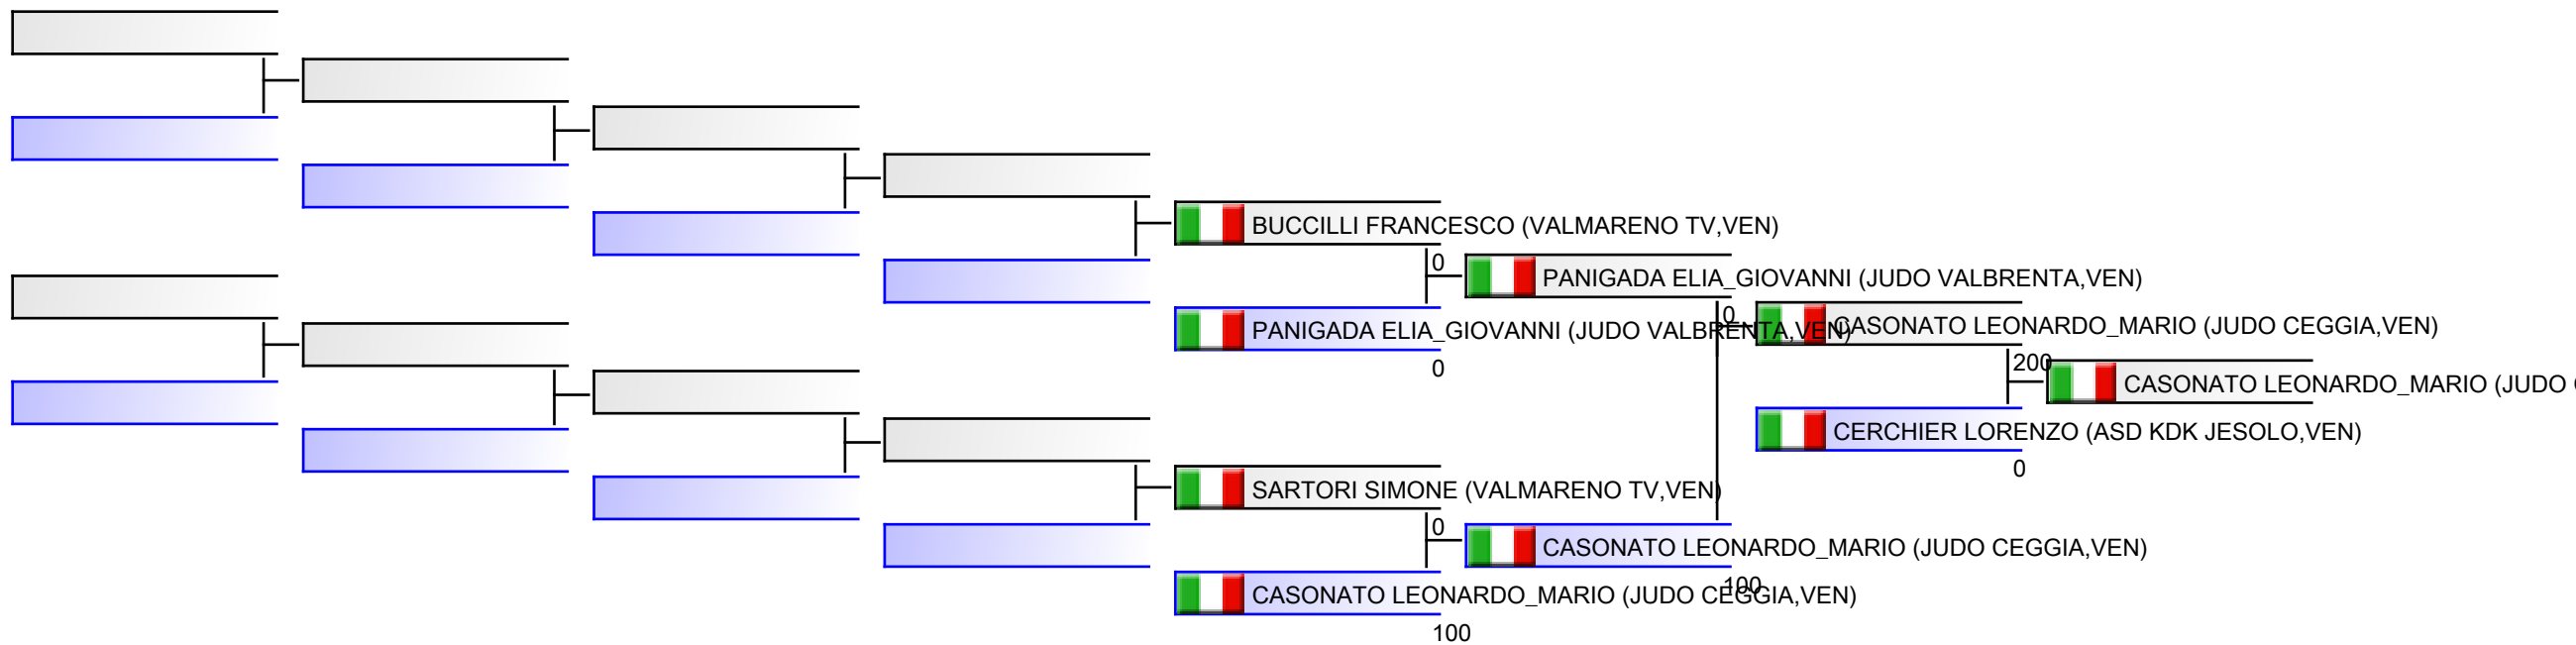 BUCCILLI FRANCESCO (VALMARENO TV,VEN)
0
PANIGADA ELIA_GIOVANNI (JUDO VALBRENTA,VEN)
0
PANIGADA ELIA_GIOVANNI (JUDO VALBRENTA,VEN)
0
CASONATO LEONARDO_MARIO (JUDO CEGGIA,VEN)
200
CASONATO LEONARDO_MARIO (JUDO
CERCHIER LORENZO (ASD KDK JESOLO,VEN)
0
SARTORI SIMONE (VALMARENO TV,VEN)
0
CASONATO LEONARDO_MARIO (JUDO CEGGIA,VEN)
100
CASONATO LEONARDO_MARIO (JUDO CEGGIA,VEN)
100